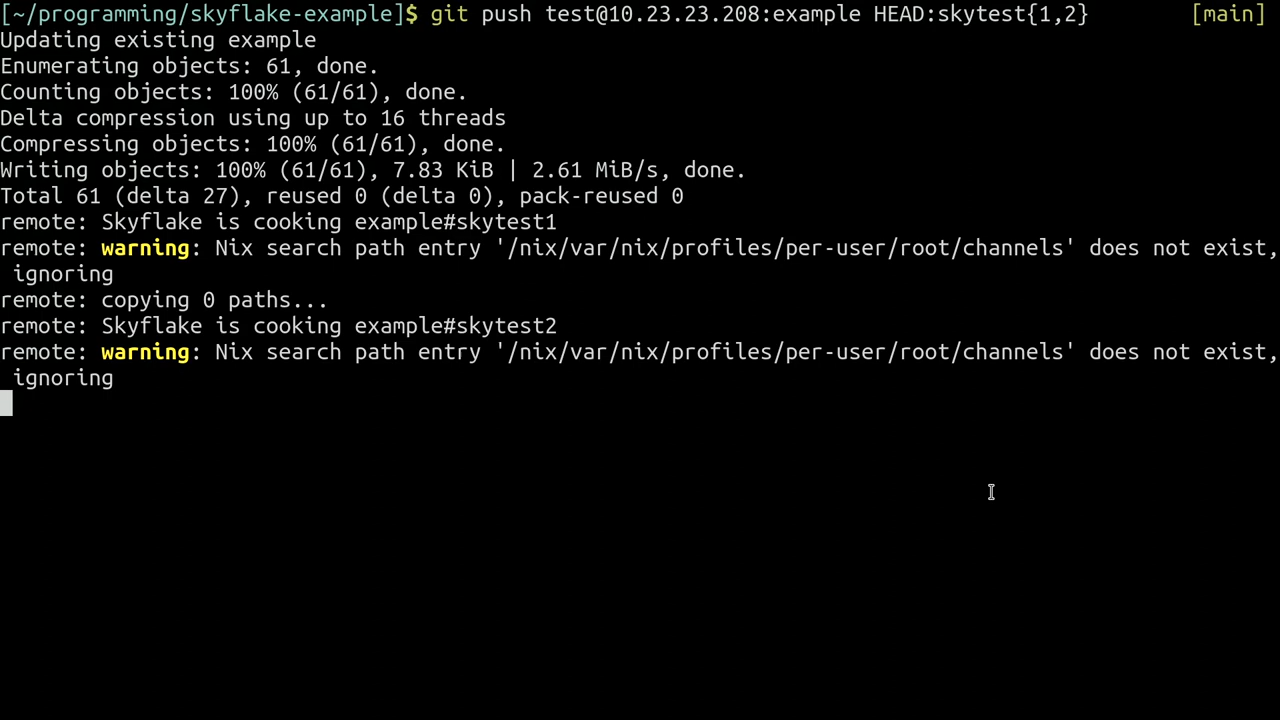 [~/programming/skyflake-example]$ git push test@10.23.23.208:example HEAD:skytest{1,2} [main]
Updating existing example
Enumerating objects: 61, done.
Counting objects: 100% (61/61), done.
Delta compression using up to 16 threads
Compressing objects: 100% (61/61), done.
Writing objects: 100% (61/61), 7.83 KiB | 2.61 MiB/s, done.
Total 61 (delta 27), reused 0 (delta 0), pack-reused 0
remote: Skyflake is cooking example#skytest1
remote: warning: Nix search path entry '/nix/var/nix/profiles/per-user/root/channels' does not exist,
 ignoring
remote: copying 0 paths...
remote: Skyflake is cooking example#skytest2
remote: warning: Nix search path entry '/nix/var/nix/profiles/per-user/root/channels' does not exist,
 ignoring